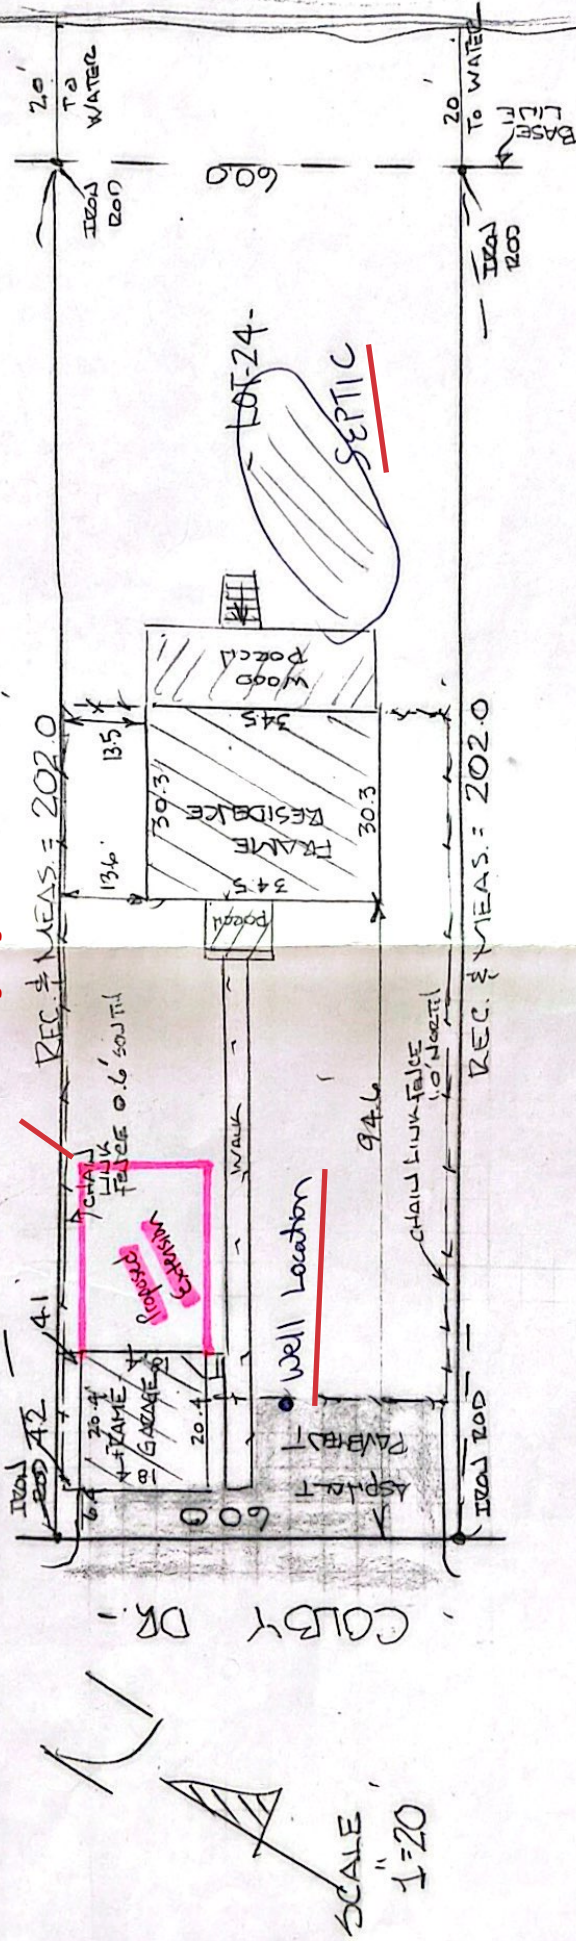 20'
TO
WATER
20'
TO WATER
BASE
LINE
IRON
ROD
60.0
IRON
ROD
LOT-24-
SEPTIC
WOOD
PORCH
REC. & MEAS. = 202.0
13.5
34.5
30.3
FRAME
RESIDENCE
30.3
13.6
34.5
PORCH
REC. & MEAS. = 202.0
CHAIN
LINK
FENCE 0.6' SOUTH
WALK
94.6
CHAIN LINK FENCE
1.0' NORTH
Proposed
Extension
Well Location
4.1
IRON
ROD
4.2
20.4
FRAME
GARAGE
20.4
6.4
ASPHALT
PAVEMENT
60.0
IRON ROD
COLBY DR.
SCALE
1"=20'